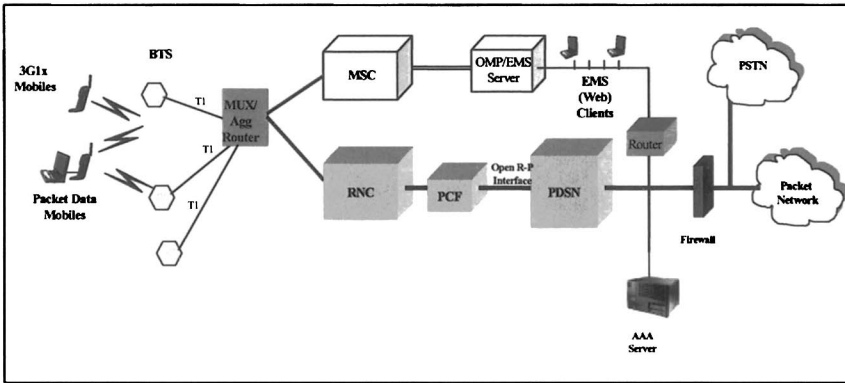 BTS
3G1x
Mobiles
T1
MUX/
Agg
Router
T1
Packet Data
Mobiles
T1
MSC
OMP/EMS
Server
EMS
(Web)
Clients
PSTN
Router
RNC
PCF
Open R-P
Interface
PDSN
Firewall
Packet
Network
AAA
Server